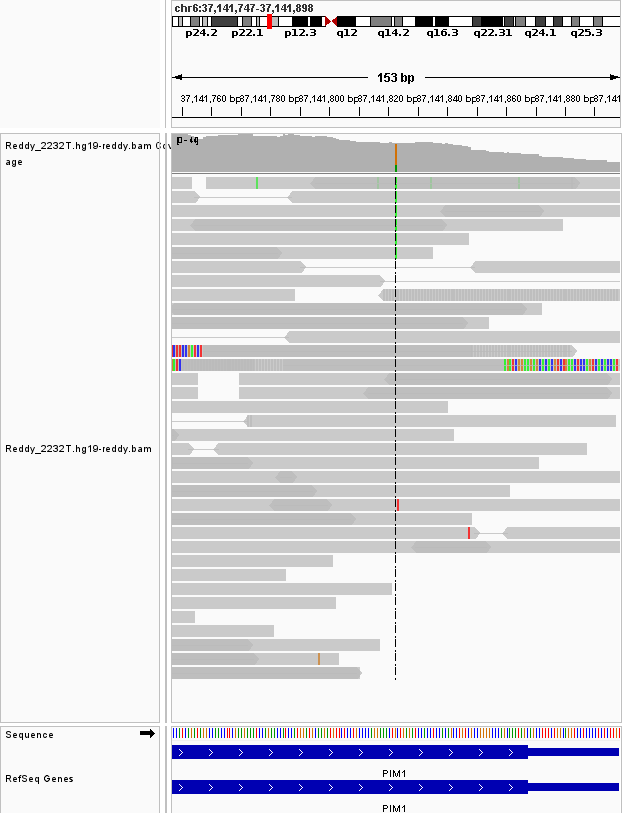 chr6:37,141,747-37,141,898
p24.2 p22.1 p12.3 q12 q14.2 q16.3 q22.31 q24.1 q25.3
153 bp
37,141,760 bp 37,141,780 bp 37,141,800 bp 37,141,820 bp 37,141,840 bp 37,141,860 bp 37,141,880 bp 37,141
Reddy_2232T.hg19-reddy.bam Cov
age
Reddy_2232T.hg19-reddy.bam
Sequence
PIM1
RefSeq Genes
PIM1